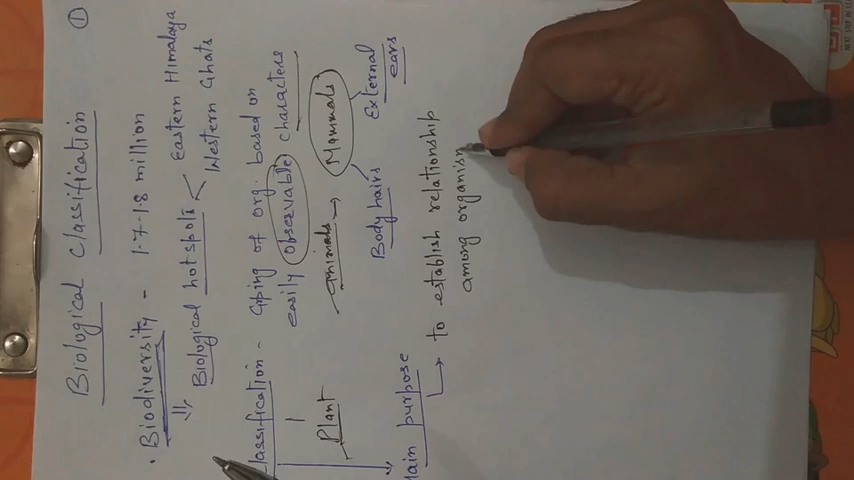 ①
Biological Classification
• Biodiversity - 1.7-1.8 million
Biological hotspots < Eastern Himalaya
Western Ghats
Classification - Gping of org. based on
easily Observable characters
Plant
animals → Mammals
Body hairs
External
ears
Main purpose
to establish relationship
among organism